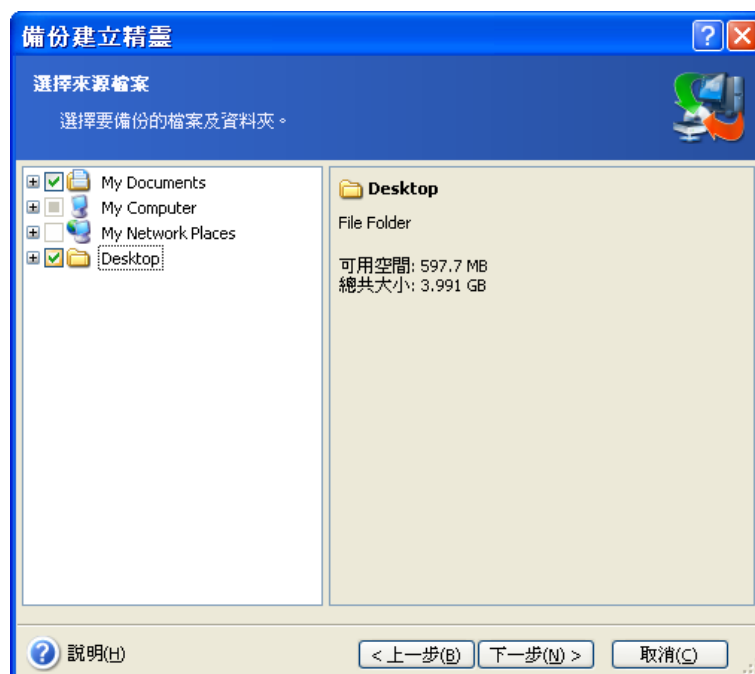 備份建立精靈
選擇來源檔案
選擇要備份的檔案及資料夾。
My Documents
My Computer
My Network Places
Desktop
Desktop
File Folder
可用空間: 597.7 MB
總共大小: 3.991 GB
說明(H)
< 上一步(B)
下一步(N) >
取消(C)